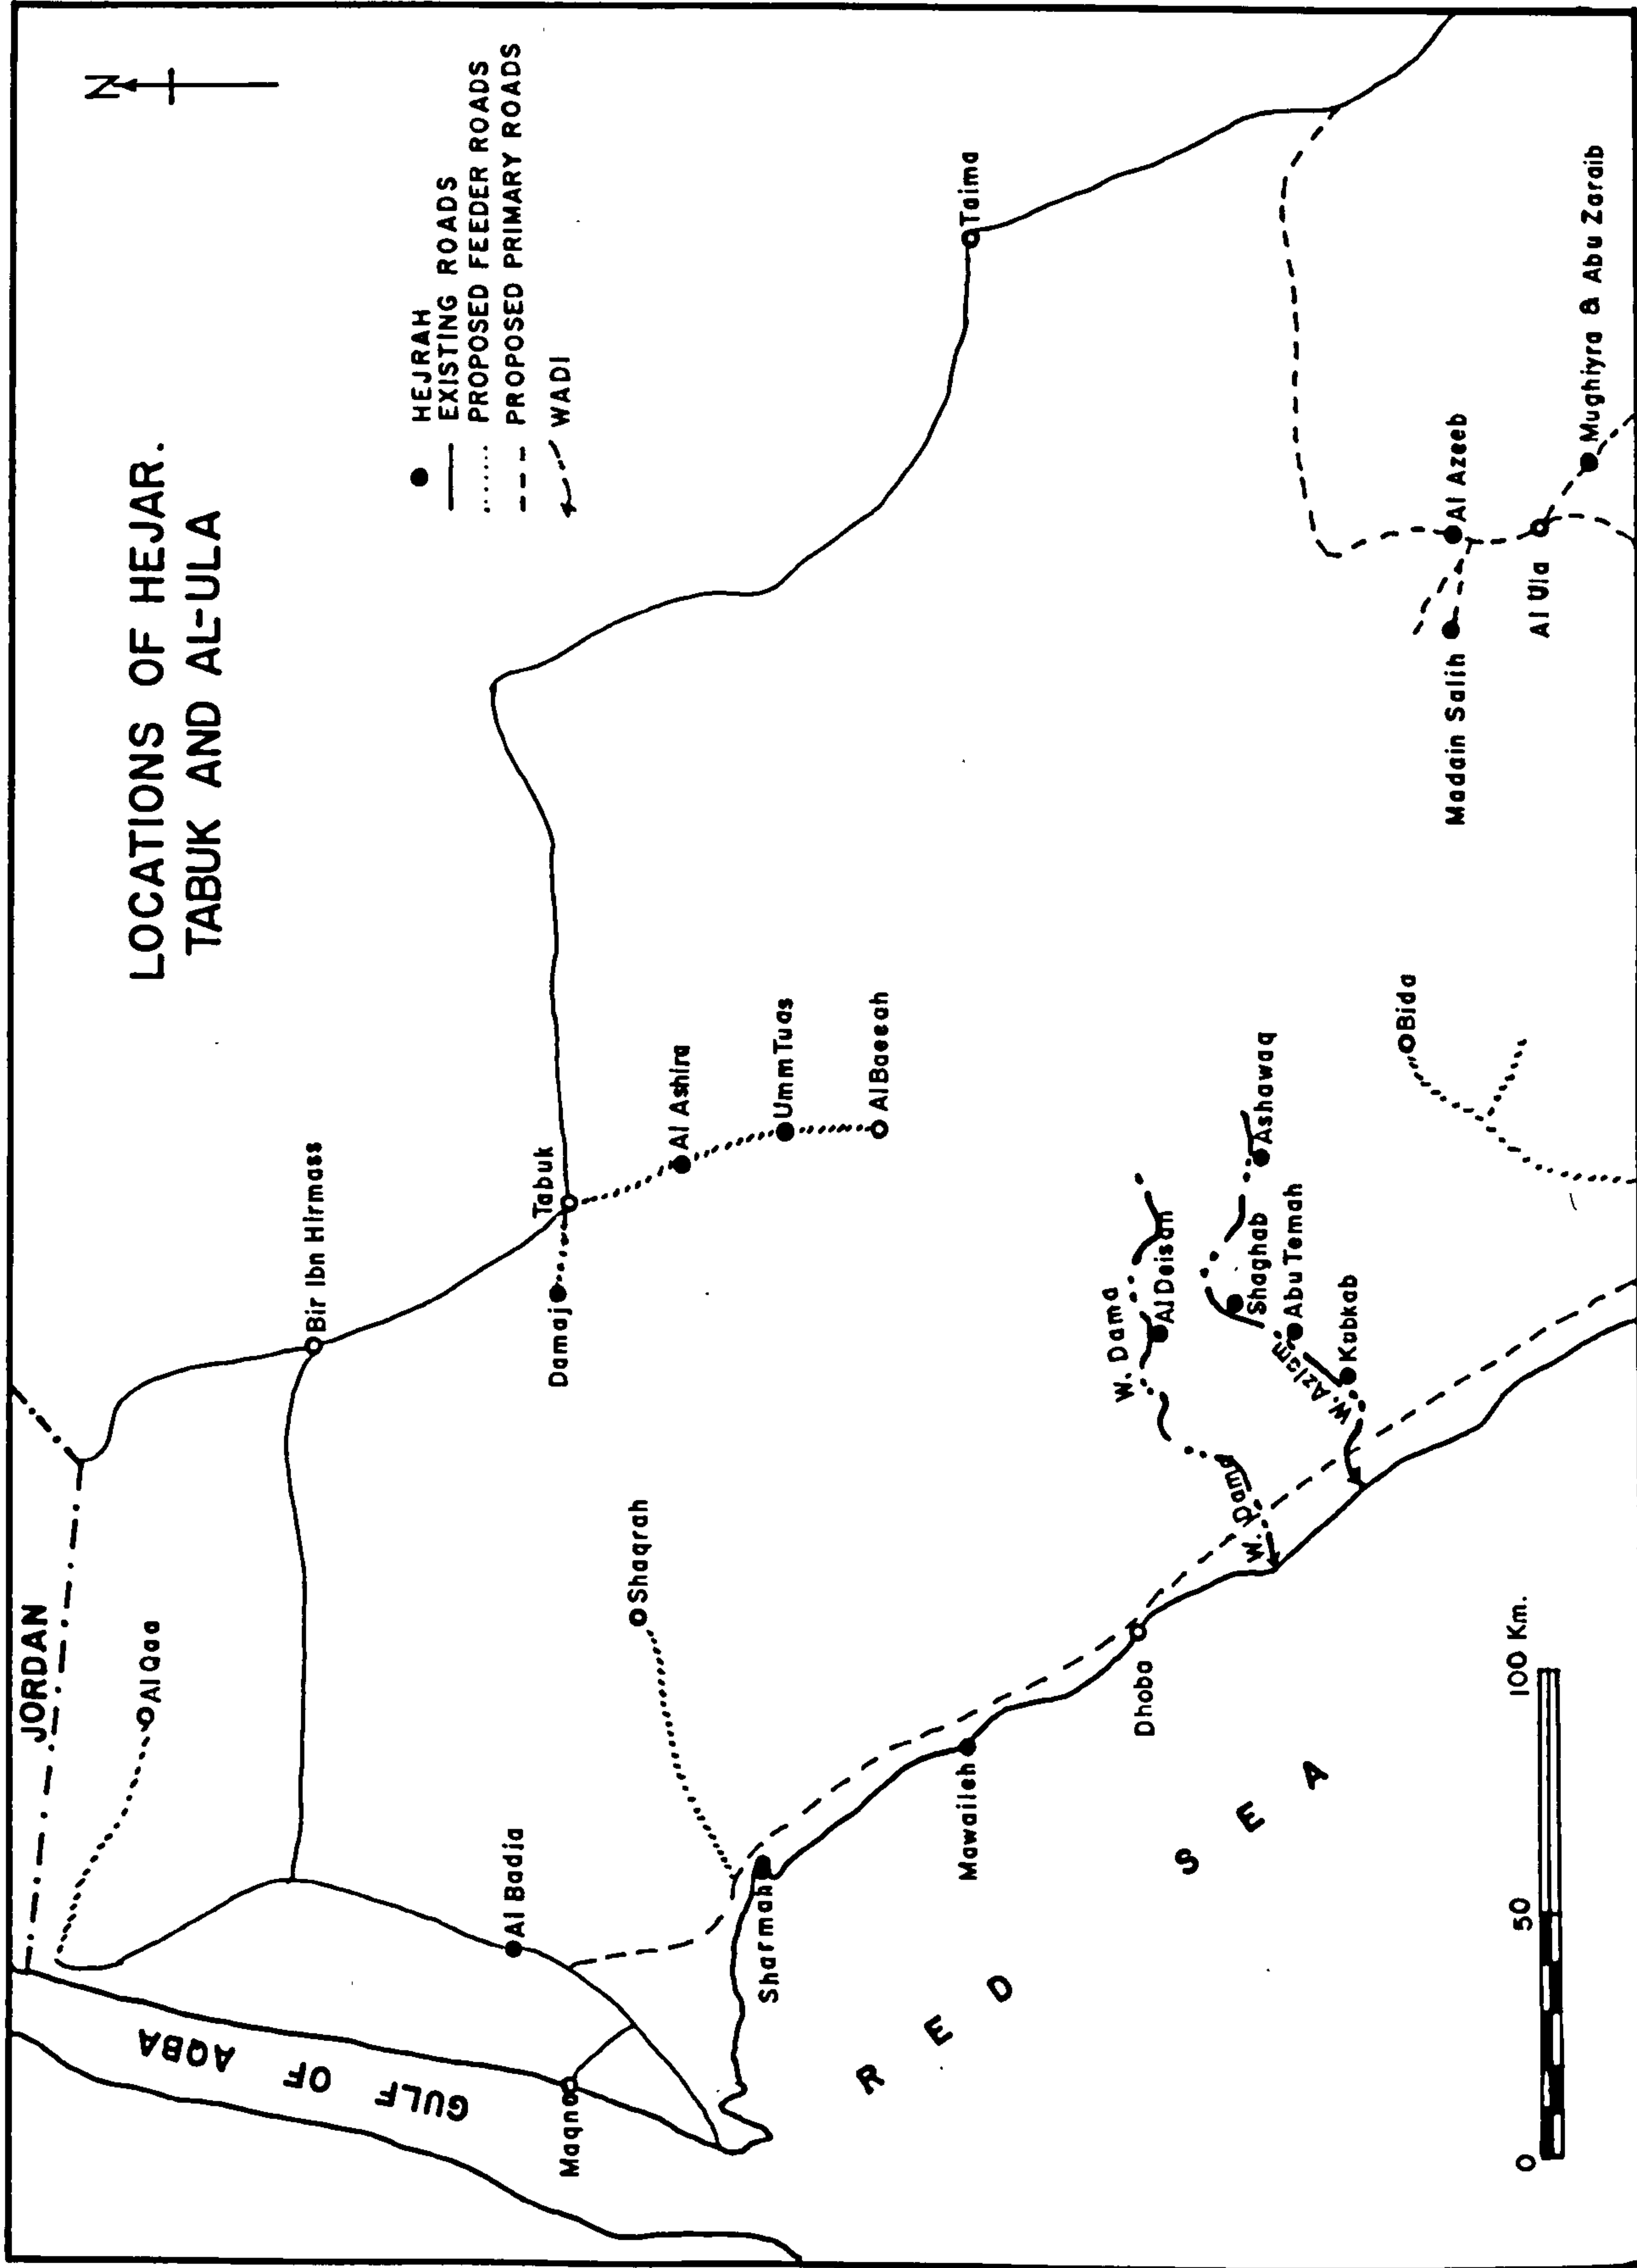 LOCATIONS OF HEJAR.
TABUK AND AL-ULA
N
HEJRAH
EXISTING ROADS
PROPOSED FEEDER ROADS
PROPOSED PRIMARY ROADS
WADI
JORDAN
Al Qaa
GULF OF AQBA
Bir Ibn Hirmass
Al Badia
Maqna
Damaj
Tabuk
Shaqrah
Al Ashira
Umm Tuas
Al Baeeah
Sharmah
Taima
Mawaileh
Dhoba
W. Dama
Al Deisan
W. Dama
Shaghab
Ashawaq
Abu Temah
W. Azlam
Kabkab
RED SEA
Bida
Madain Salih
Al Azeeb
Al Ula
Mughiyra & Abu Zaraib
0 50 100 Km.